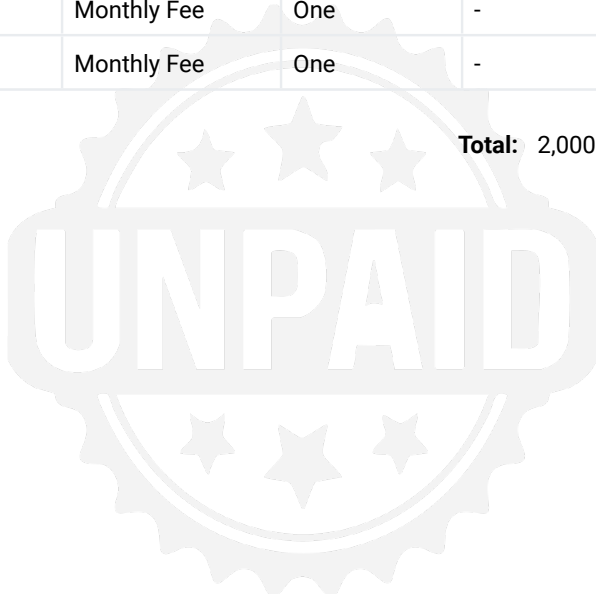 Monthly Fee One -
Monthly Fee One -
Total: 2,000
UNPAID